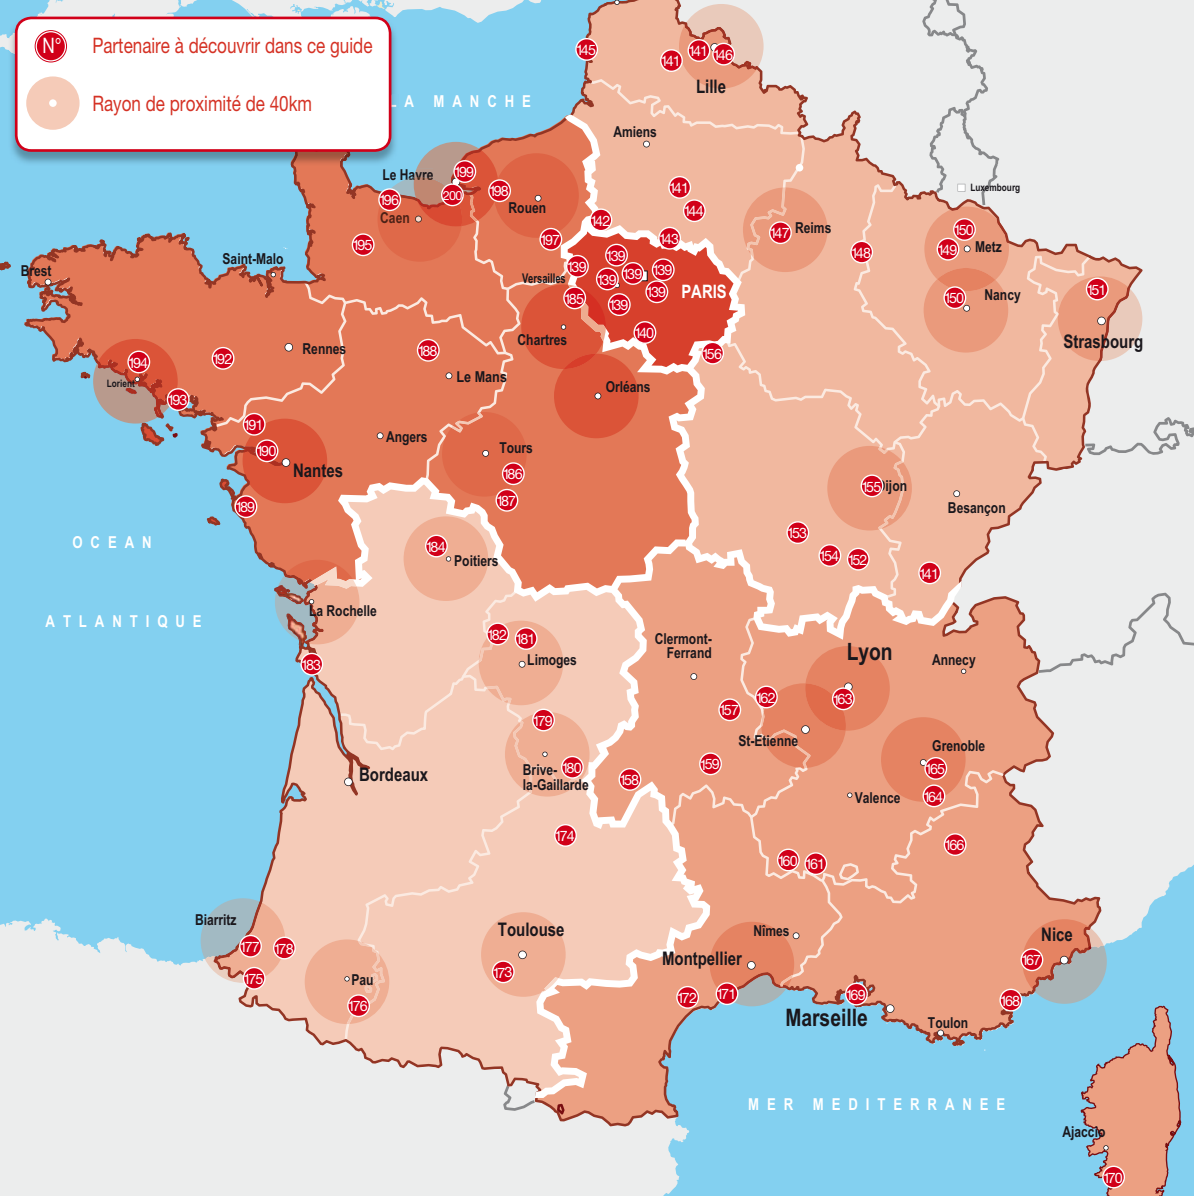 N° Partenaire à découvrir dans ce guide
Rayon de proximité de 40km
LA MANCHE
145
141
141
146
Lille
Amiens
Le Havre
199
196
200
198
Rouen
Caen
195
197
141
144
142
143
147
Reims
148
Luxembourg
150
149
Metz
150
Nancy
151
Strasbourg
Brest
Saint-Malo
139
139
139
139
139
139
139
Versailles
185
PARIS
140
Chartres
156
194
Lorient
192
193
Rennes
188
Le Mans
Orléans
191
190
Nantes
Angers
Tours
186
187
189
155
Dijon
Besançon
153
154
152
141
OCEAN
ATLANTIQUE
184
Poitiers
La Rochelle
183
182
181
Limoges
179
180
Brive-
la-Gaillarde
Clermont-
Ferrand
157
162
Lyon
163
Annecy
St-Etienne
159
158
Grenoble
165
164
Valence
166
Bordeaux
174
160
161
Biarritz
177
178
175
Pau
176
Toulouse
173
Nîmes
Montpellier
172
171
169
Marseille
Toulon
Nice
167
168
MER MEDITERRANEE
Ajaccio
170